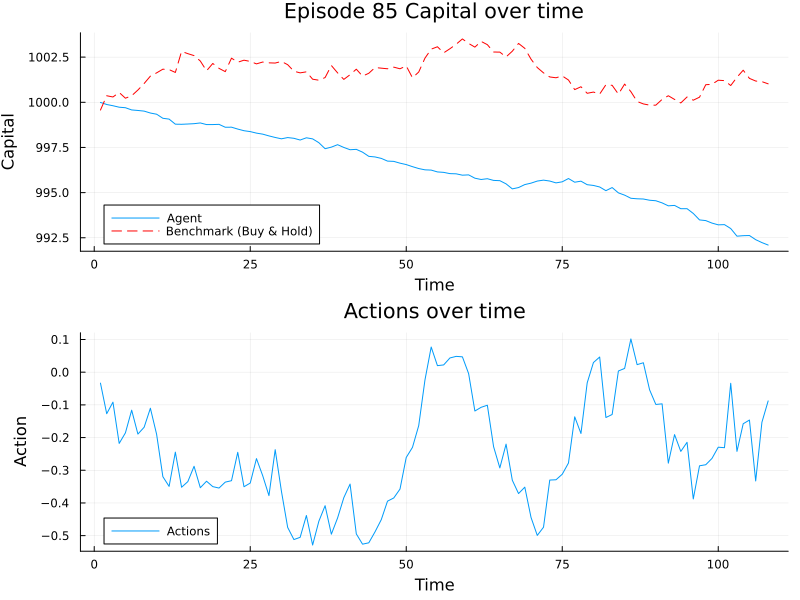 Episode 85 Capital over time
Capital
1002.5
1000.0
997.5
995.0
992.5
Agent
Benchmark (Buy & Hold)
0 25 50 75 100
Time
Actions over time
Action
0.1
0.0
−0.1
−0.2
−0.3
−0.4
−0.5
Actions
0 25 50 75 100
Time